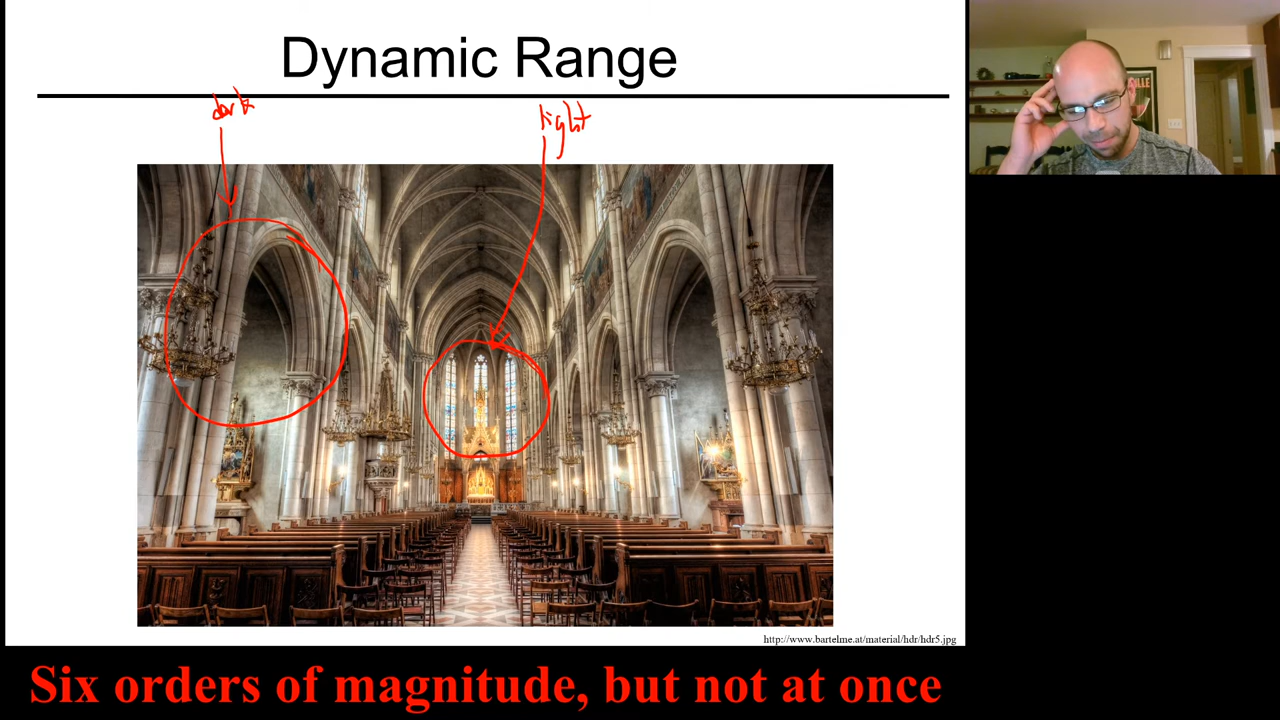 Dynamic Range
dark
light
http://www.bartelme.at/material/hdr/hdr5.jpg
Six orders of magnitude, but not at once